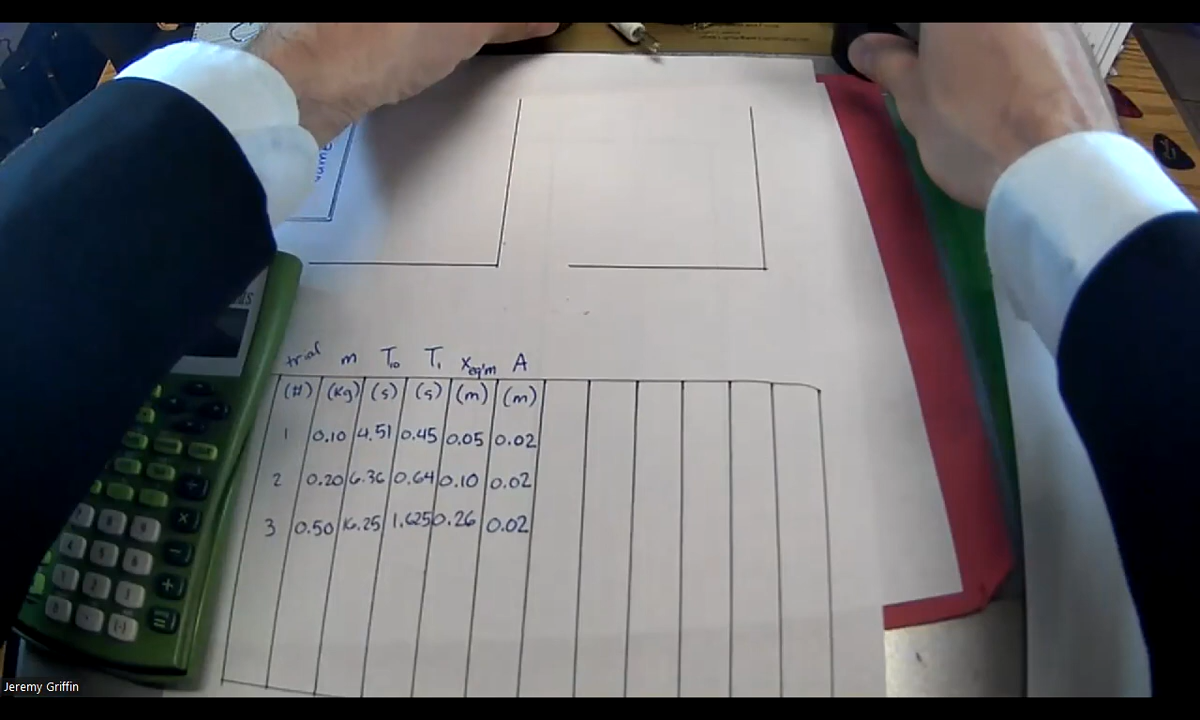 trial m T10 T1 xeq'm A
(#) (kg) (s) (s) (m) (m)
1 0.10 4.51 0.45 0.05 0.02
2 0.20 6.36 0.64 0.10 0.02
3 0.50 16.25 1.625 0.26 0.02
Jeremy Griffin